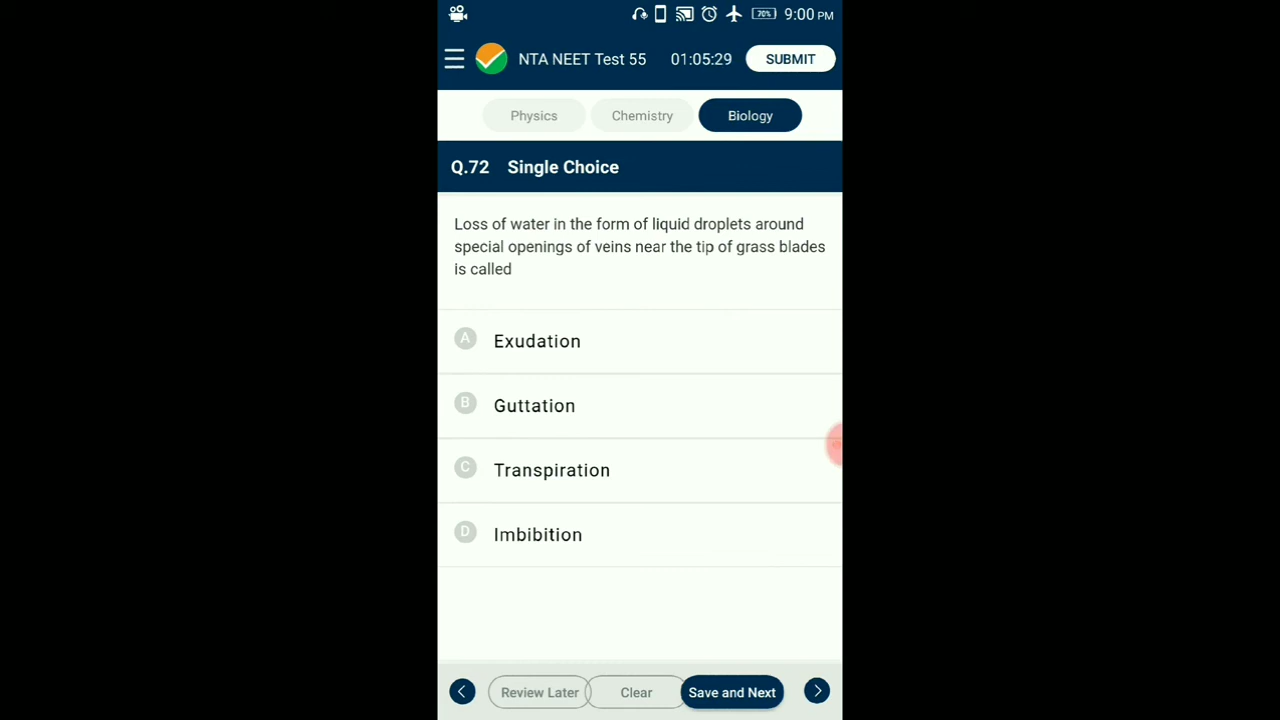 70% 9:00 PM
NTA NEET Test 55 01:05:29 SUBMIT
Physics Chemistry Biology
Q.72 Single Choice
Loss of water in the form of liquid droplets around
special openings of veins near the tip of grass blades
is called
A Exudation
B Guttation
C Transpiration
D Imbibition
Review Later Clear Save and Next